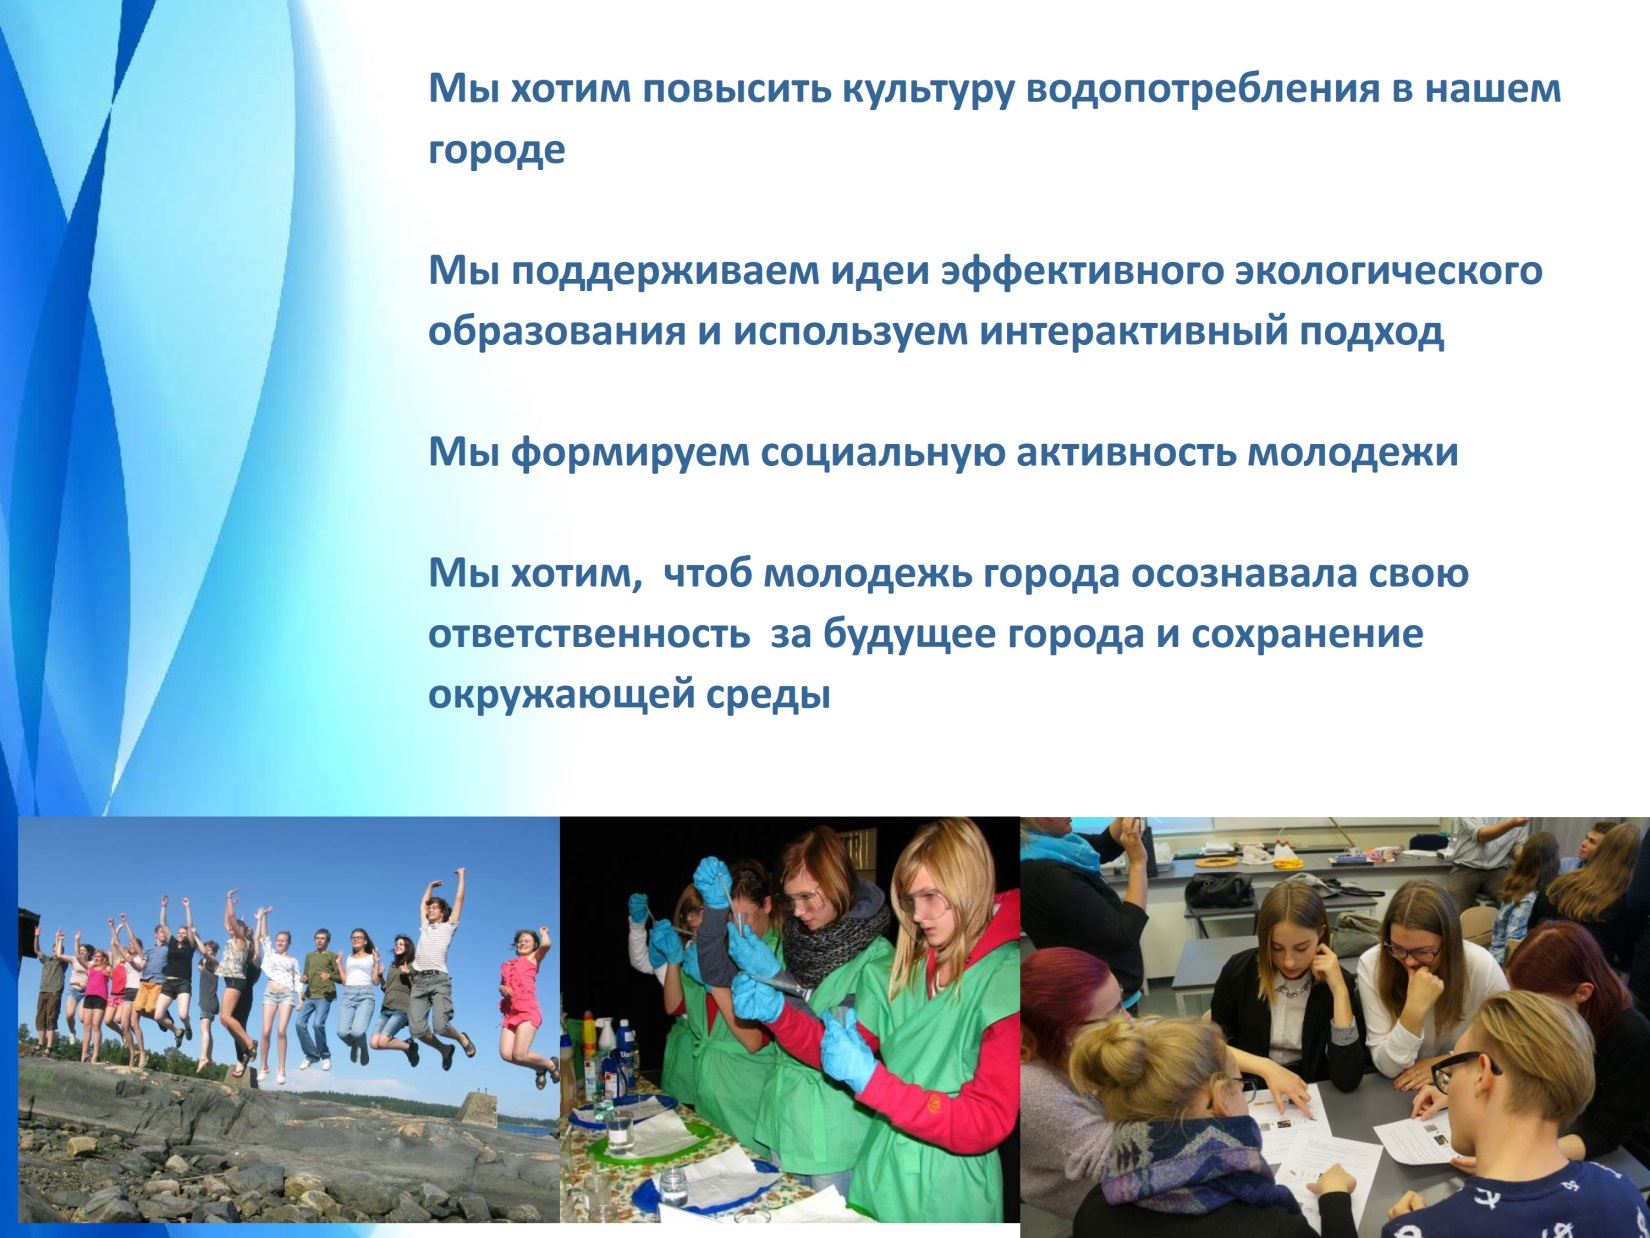 Мы хотим повысить культуру водопотребления в нашем
городе
Мы поддерживаем идеи эффективного экологического
образования и используем интерактивный подход
Мы формируем социальную активность молодежи
Мы хотим,  чтоб молодежь города осознавала свою
ответственность  за будущее города и сохранение
окружающей среды